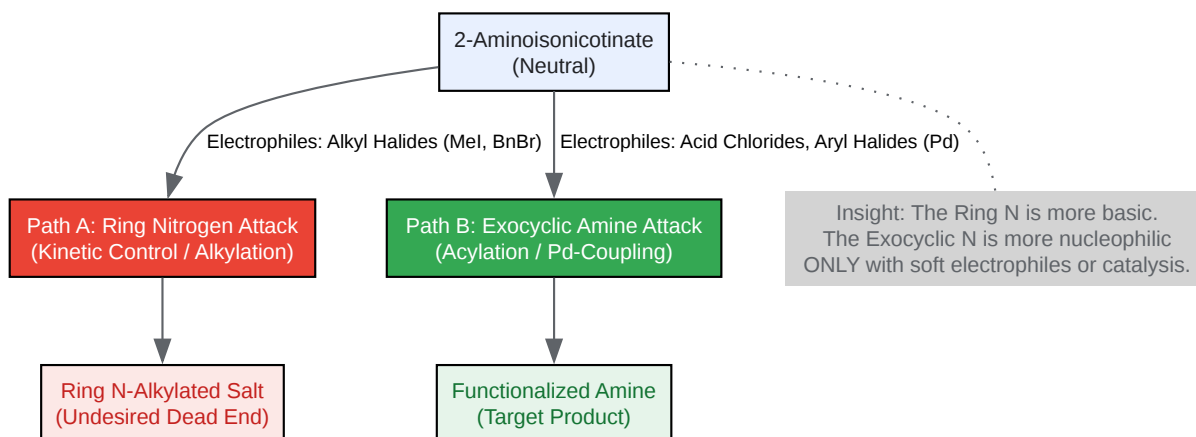 2-Aminoisonicotinate
(Neutral)
Electrophiles: Alkyl Halides (MeI, BnBr)
Electrophiles: Acid Chlorides, Aryl Halides (Pd)
Path A: Ring Nitrogen Attack
(Kinetic Control / Alkylation)
Path B: Exocyclic Amine Attack
(Acylation / Pd-Coupling)
Insight: The Ring N is more basic.
The Exocyclic N is more nucleophilic
ONLY with soft electrophiles or catalysis.
Ring N-Alkylated Salt
(Undesired Dead End)
Functionalized Amine
(Target Product)